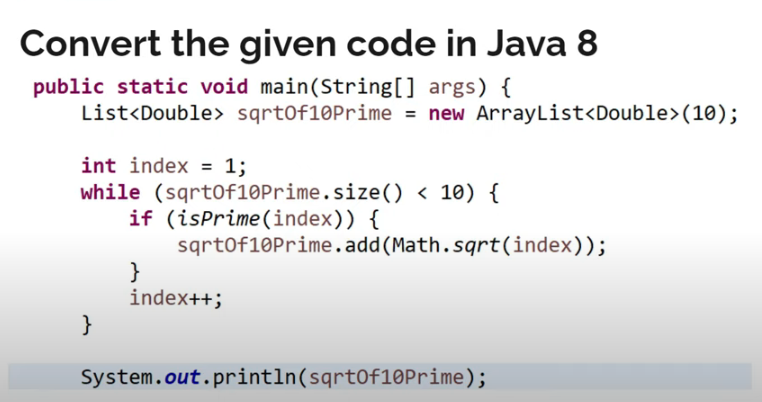 Convert the given code in Java 8
public static void main(String[] args) {
List<Double> sqrtOf10Prime = new ArrayList<Double>(10);
int index = 1;
while (sqrtOf10Prime.size() < 10) {
if (isPrime(index)) {
sqrtOf10Prime.add(Math.sqrt(index));
}
index++;
}
System.out.println(sqrtOf10Prime);